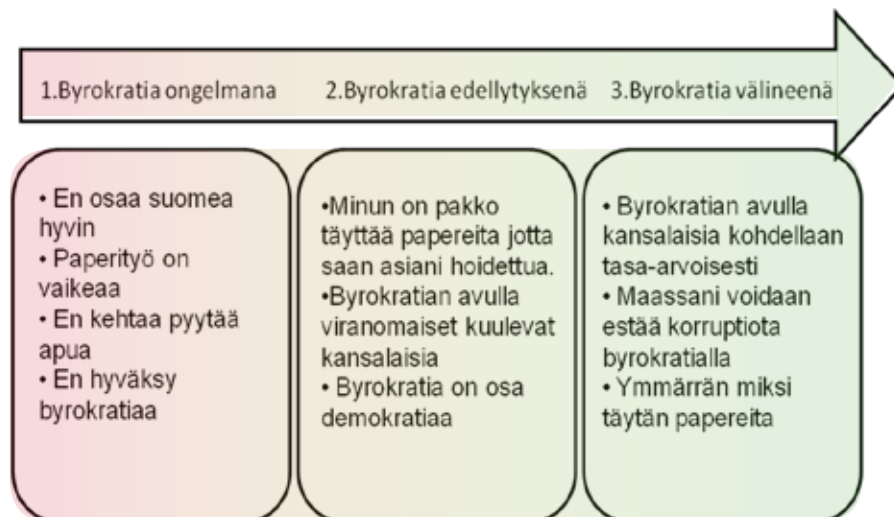 1.Byrokratia ongelmana
2.Byrokratia edellytyksenä
3.Byrokratia välineenä
• En osaa suomea
hyvin
• Paperityö on
vaikeaa
• En kehtaa pyytää
apua
• En hyväksy
byrokratiaa
•Minun on pakko
täyttää papereita jotta
saan asiani hoidettua.
•Byrokratian avulla
viranomaiset kuulevat
kansalaisia
• Byrokratia on osa
demokratiaa
• Byrokratian avulla
kansalaisia kohdellaan
tasa-arvoisesti
• Maassani voidaan
estää korruptiota
byrokratialla
• Ymmärrän miksi
täytän papereita